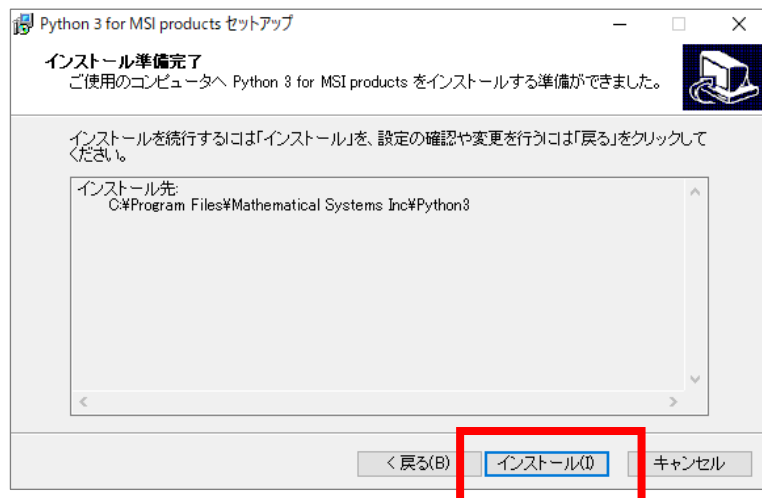 Python 3 for MSI products セットアップ
インストール準備完了
ご使用のコンピュータへ Python 3 for MSI products をインストールする準備ができました。
インストールを続行するには「インストール」を、設定の確認や変更を行うには「戻る」をクリックして
ください。
インストール先:
C:¥Program Files¥Mathematical Systems Inc¥Python3
< 戻る(B)
インストール(I)
キャンセル